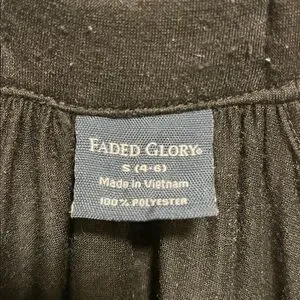 FADED GLORY®
S (4-6)
Made in Vietnam
100% POLYESTER